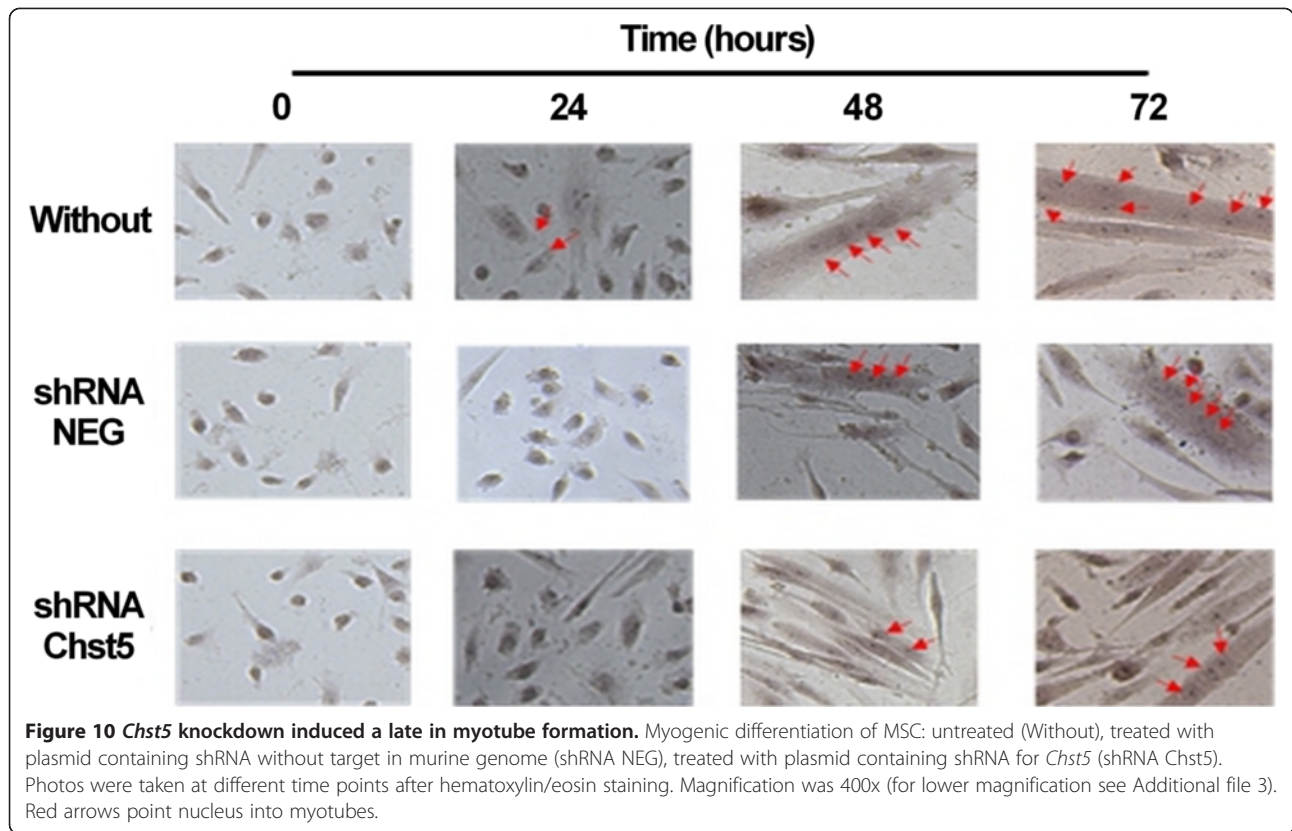 Time (hours)
0 24 48 72
Without
shRNA
NEG
shRNA
Chst5
Figure 10 Chst5 knockdown induced a late in myotube formation. Myogenic differentiation of MSC: untreated (Without), treated with
plasmid containing shRNA without target in murine genome (shRNA NEG), treated with plasmid containing shRNA for Chst5 (shRNA Chst5).
Photos were taken at different time points after hematoxylin/eosin staining. Magnification was 400x (for lower magnification see Additional file 3).
Red arrows point nucleus into myotubes.